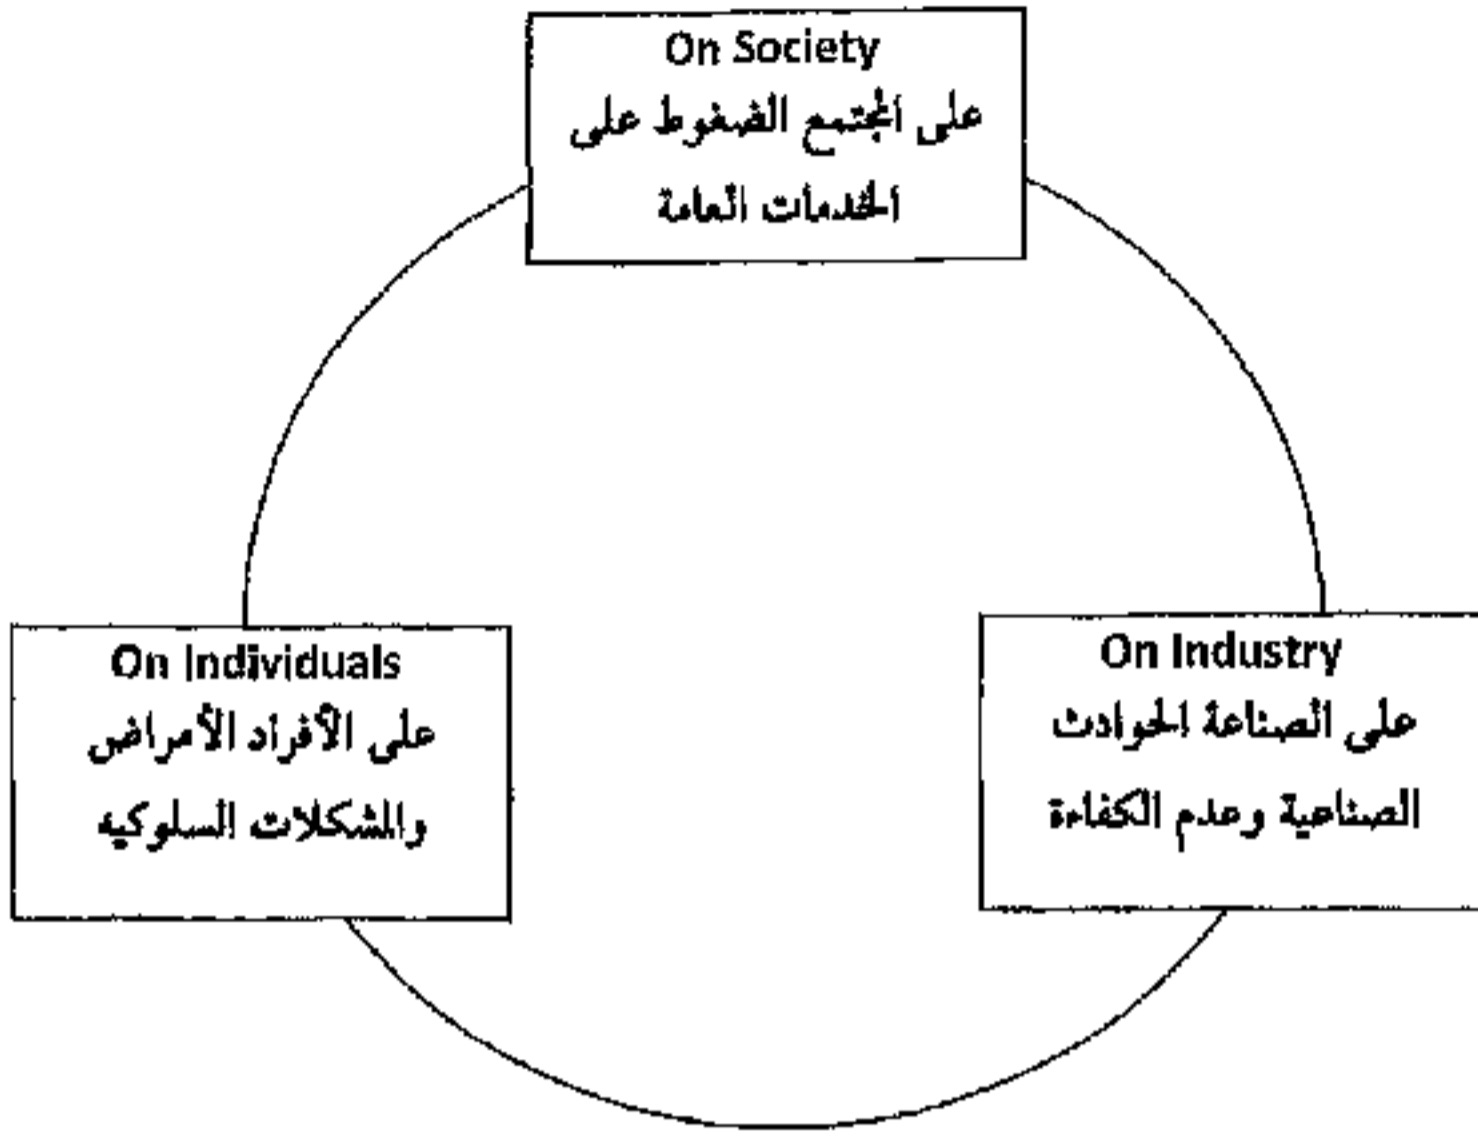 On Society
على المجتمع الضغوط على
الخدمات العامة
On Individuals
على الأفراد الأمراض
والمشكلات السلوكيه
On Industry
على الصناعة الحوادث
الصناعية وعدم الكفاءة